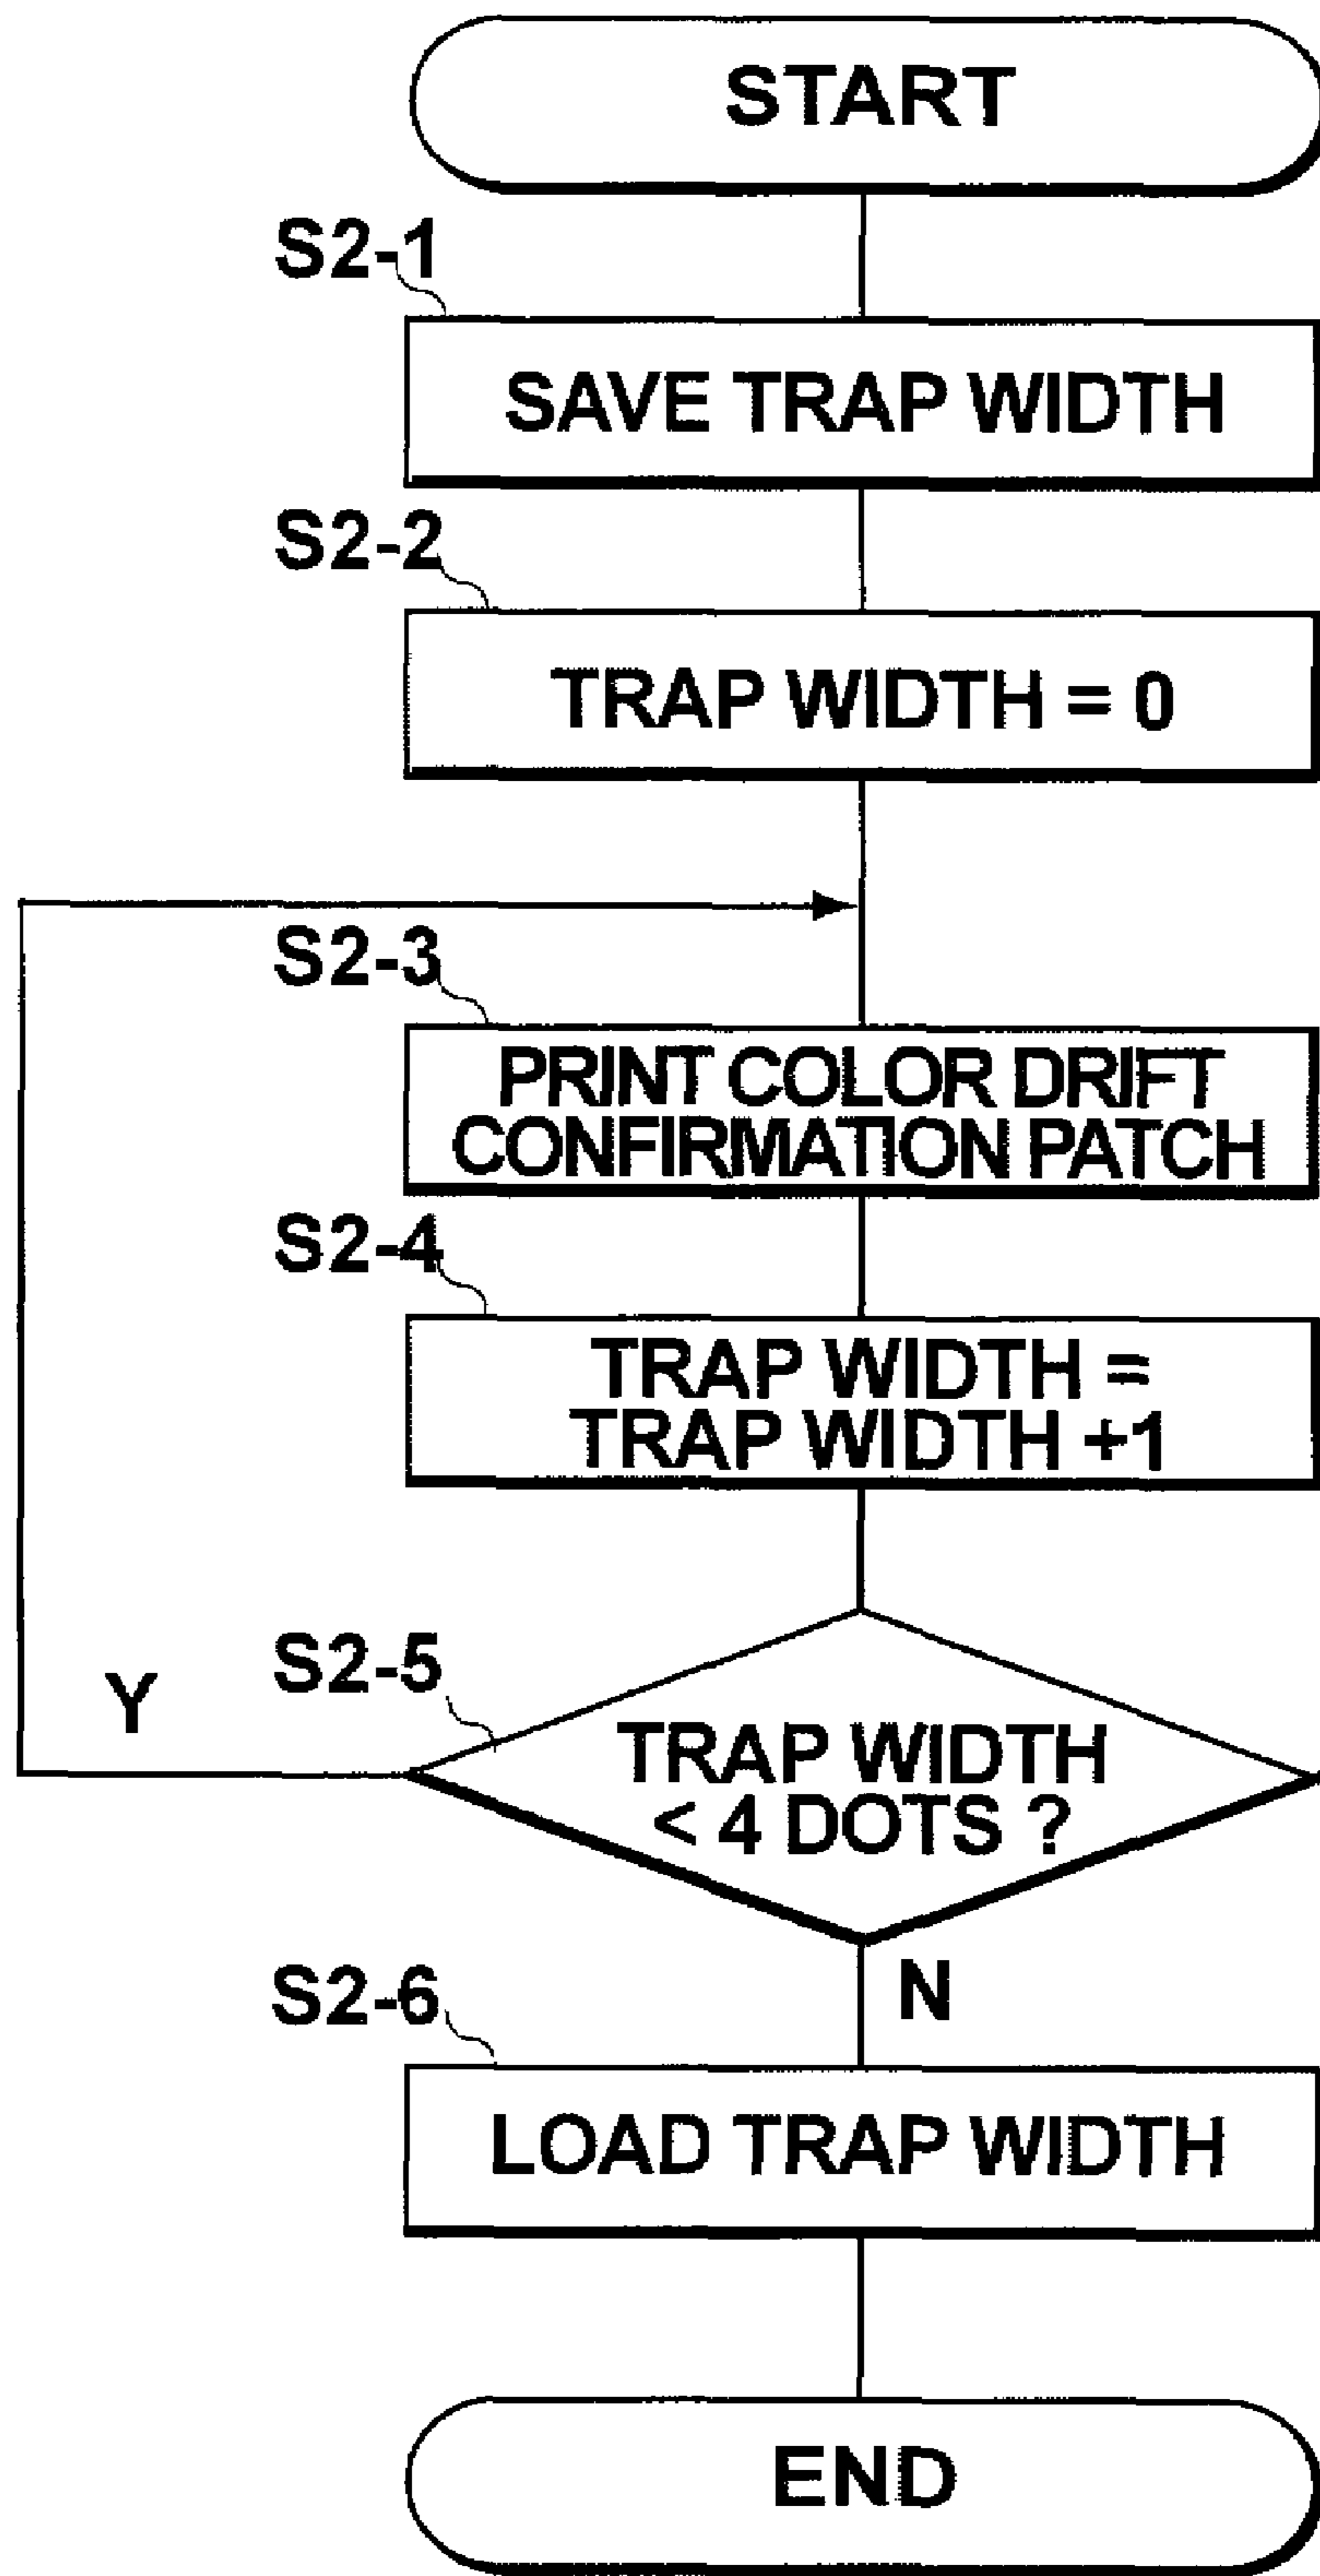 START
S2-1
SAVE TRAP WIDTH
S2-2
TRAP WIDTH = 0
S2-3
PRINT COLOR DRIFT
CONFIRMATION PATCH
S2-4
TRAP WIDTH =
TRAP WIDTH +1
S2-5
Y
TRAP WIDTH
< 4 DOTS ?
N
S2-6
LOAD TRAP WIDTH
END